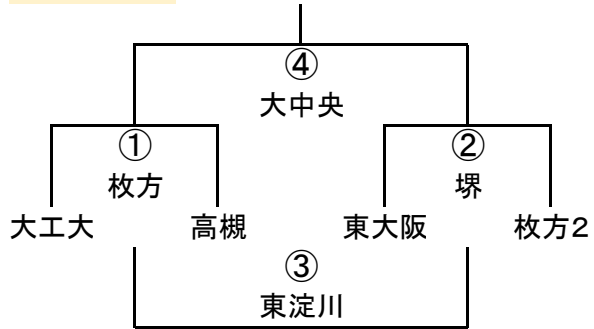 ④
大中央
① ②
枚方 堺
大工大 高槻 東大阪 枚方2
③
東淀川